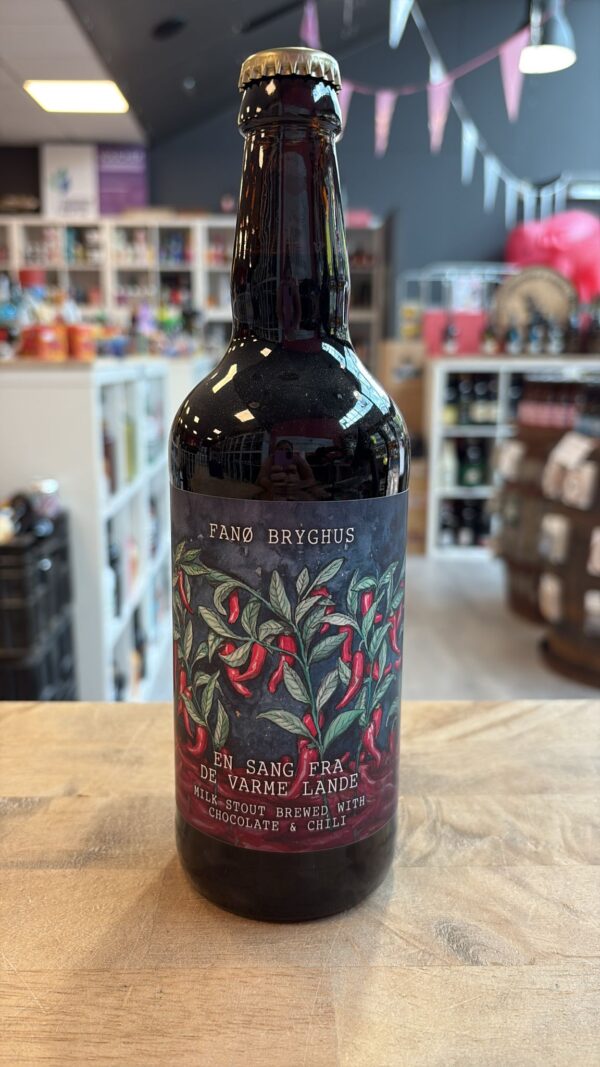 FANØ BRYGHUS
EN SANG FRA
DE VARME LANDE
MILK STOUT BREWED WITH
CHOCOLATE & CHILI